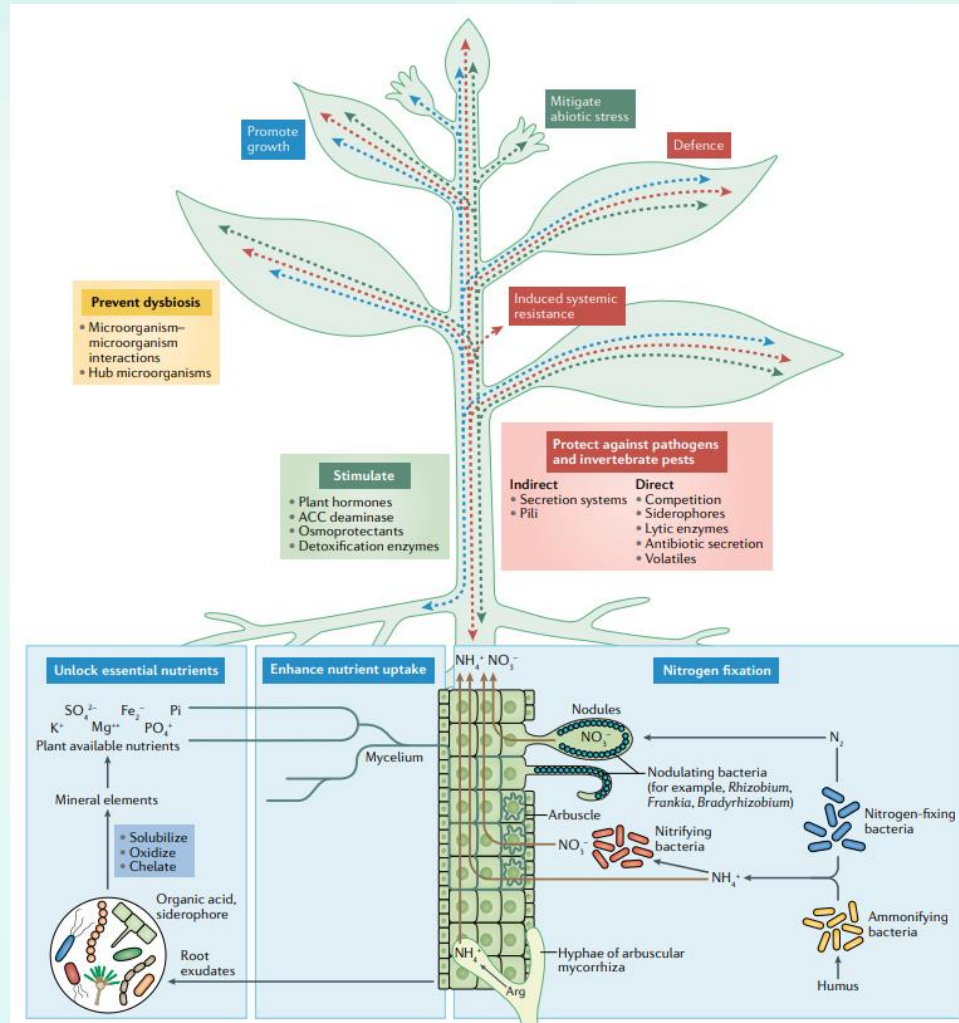 Promote
growth
Mitigate
abiotic stress
Defence
Prevent dysbiosis
• Microorganism–
microorganism
interactions
• Hub microorganisms
Induced systemic
resistance
Stimulate
• Plant hormones
• ACC deaminase
• Osmoprotectants
• Detoxification enzymes
Protect against pathogens
and invertebrate pests
Indirect
• Secretion systems
• Pili
Direct
• Competition
• Siderophores
• Lytic enzymes
• Antibiotic secretion
• Volatiles
Unlock essential nutrients
SO₄²⁻ Fe₂⁻ Pi
K⁺ Mg⁺⁺ PO₄⁺
Plant available nutrients
Mineral elements
• Solubilize
• Oxidize
• Chelate
Organic acid,
siderophore
Root
exudates
Enhance nutrient uptake
Mycelium
NH₄⁺ NO₃⁻
Nitrogen fixation
Nodules
NO₃⁻
N₂
Nodulating bacteria
(for example, Rhizobium,
Frankia, Bradyrhizobium)
Arbuscle
Nitrogen-fixing
bacteria
NO₃⁻
Nitrifying
bacteria
NH₄⁺
Ammonifying
bacteria
NH₄⁺
Hyphae of arbuscular
mycorrhiza
Arg
Humus